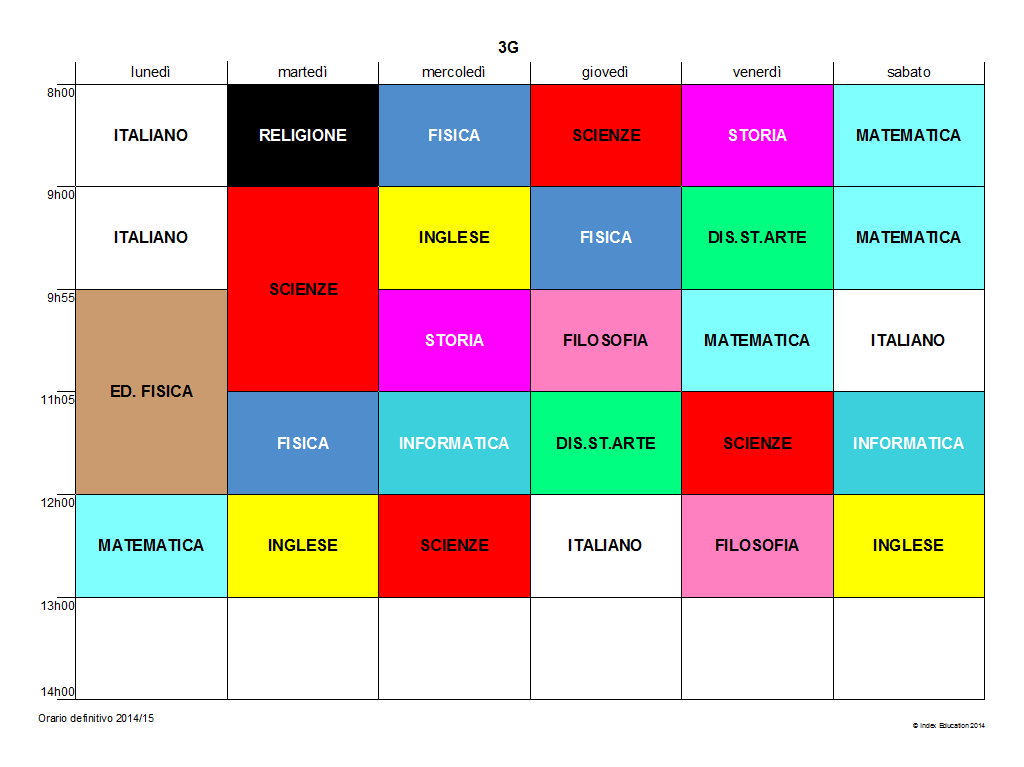 3G
lunedì martedì mercoledì giovedì venerdì sabato
8h00
ITALIANO RELIGIONE FISICA SCIENZE STORIA MATEMATICA
9h00
ITALIANO INGLESE FISICA DIS.ST.ARTE MATEMATICA
SCIENZE
9h55
STORIA FILOSOFIA MATEMATICA ITALIANO
ED. FISICA
11h05
FISICA INFORMATICA DIS.ST.ARTE SCIENZE INFORMATICA
12h00
MATEMATICA INGLESE SCIENZE ITALIANO FILOSOFIA INGLESE
13h00
14h00
Orario definitivo 2014/15
© Index Education 2014